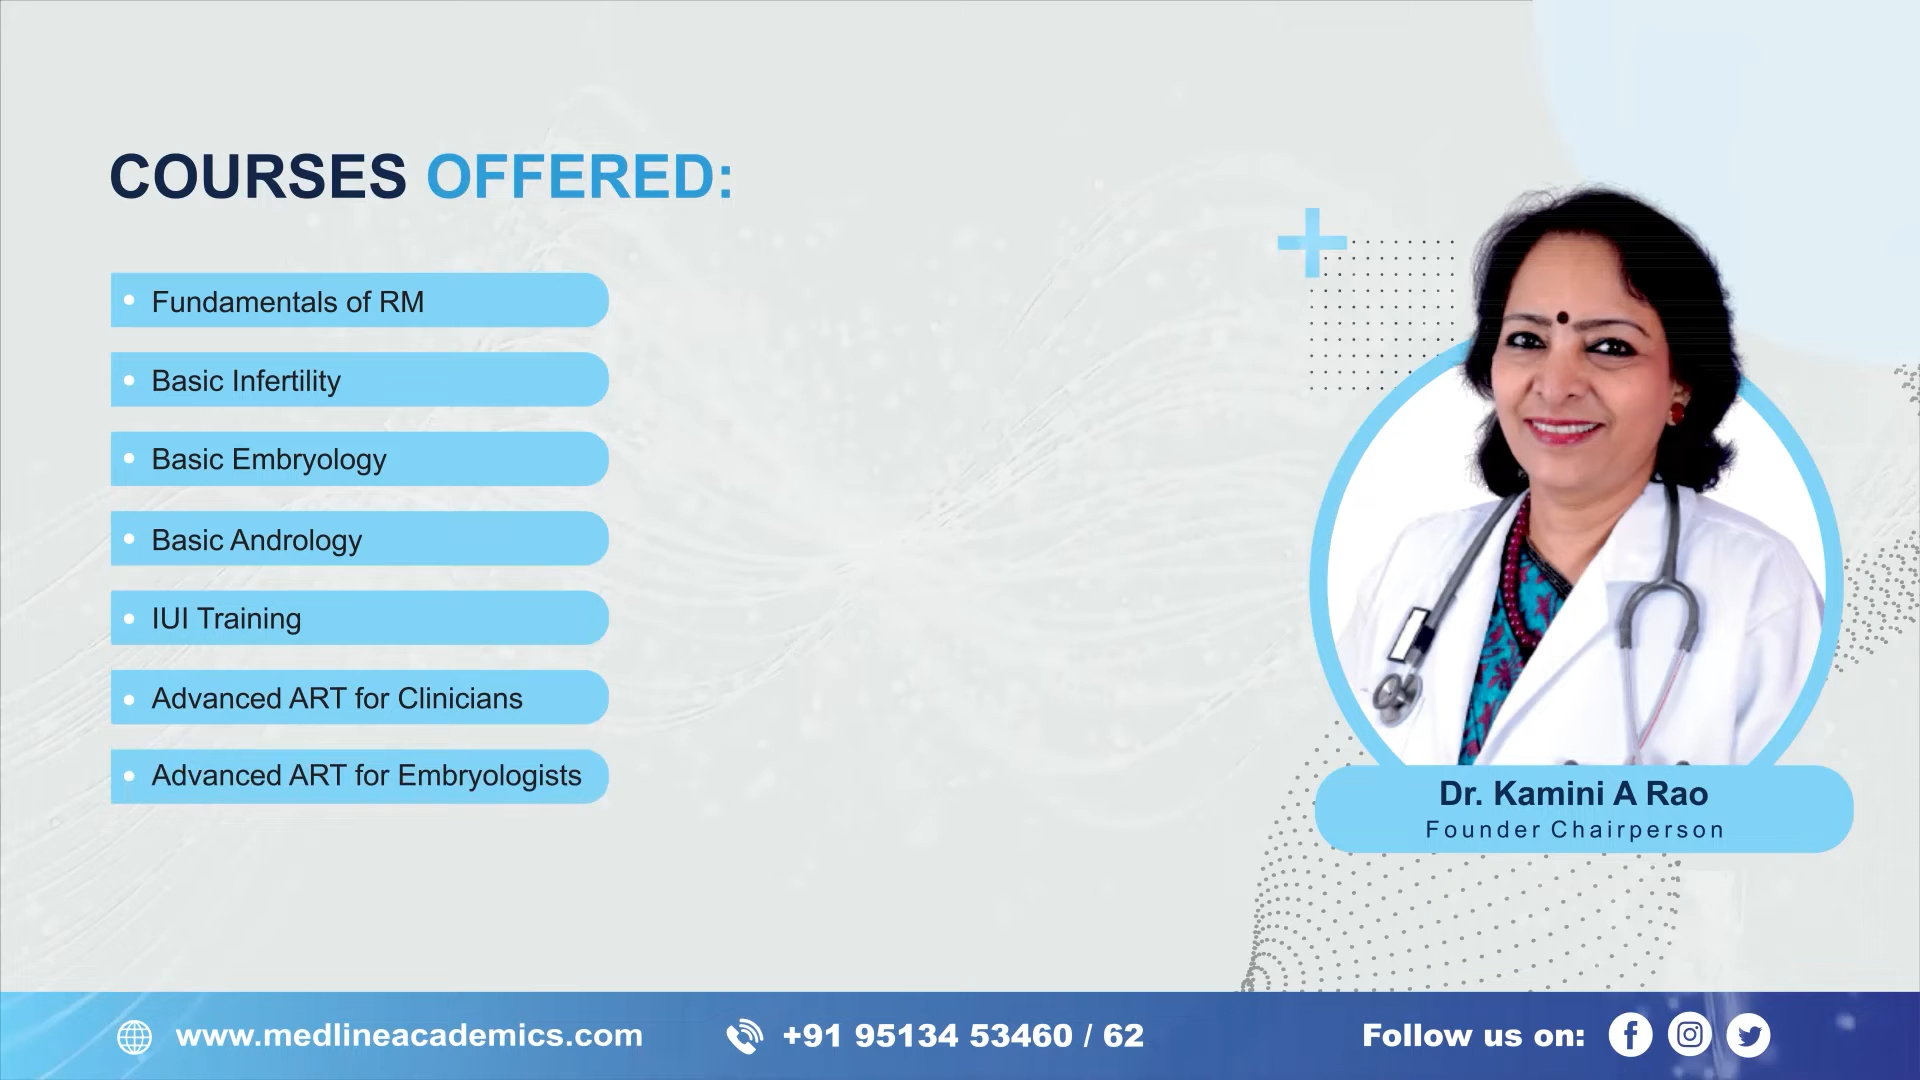 COURSES OFFERED:
Fundamentals of RM
Basic Infertility
Basic Embryology
Basic Andrology
IUI Training
Advanced ART for Clinicians
Advanced ART for Embryologists
Dr. Kamini A Rao
Founder Chairperson
www.medlineacademics.com
+91 95134 53460 / 62
Follow us on: